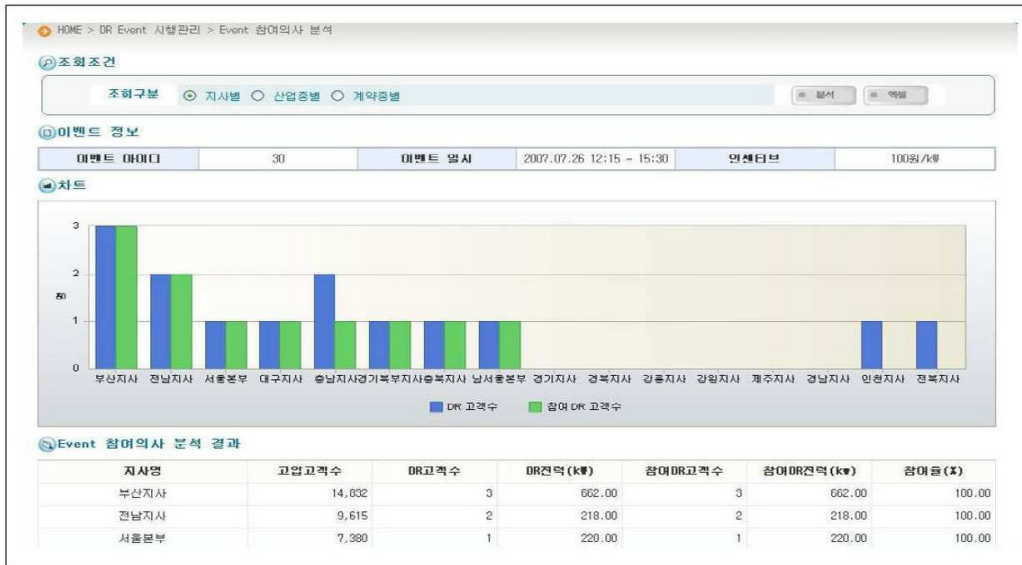 HOME > DR Event 시행관리 > Event 참여의사 분석
조회조건
조회구분 지사별 산업종별 계약종별 분석 엑셀
이벤트 정보
이벤트 아이디 30 이벤트 일시 2007.07.26 12:15 ~ 15:30 인센티브 100원/kW
차트
3
2
명
1
0
부산지사 전남지사 서울본부 대구지사 충남지사 경기북부지사 충북지사 남서울본부 경기지사 경북지사 강릉지사 강원지사 제주지사 경남지사 인천지사 전북지사
DR 고객수 참여 DR 고객수
Event 참여의사 분석 결과
지사명 고압고객수 DR고객수 DR전력(kW) 참여DR고객수 참여DR전력(kW) 참여율(%)
부산지사 14,832 3 662.00 3 662.00 100.00
전남지사 9,615 2 218.00 2 218.00 100.00
서울본부 7,380 1 220.00 1 220.00 100.00